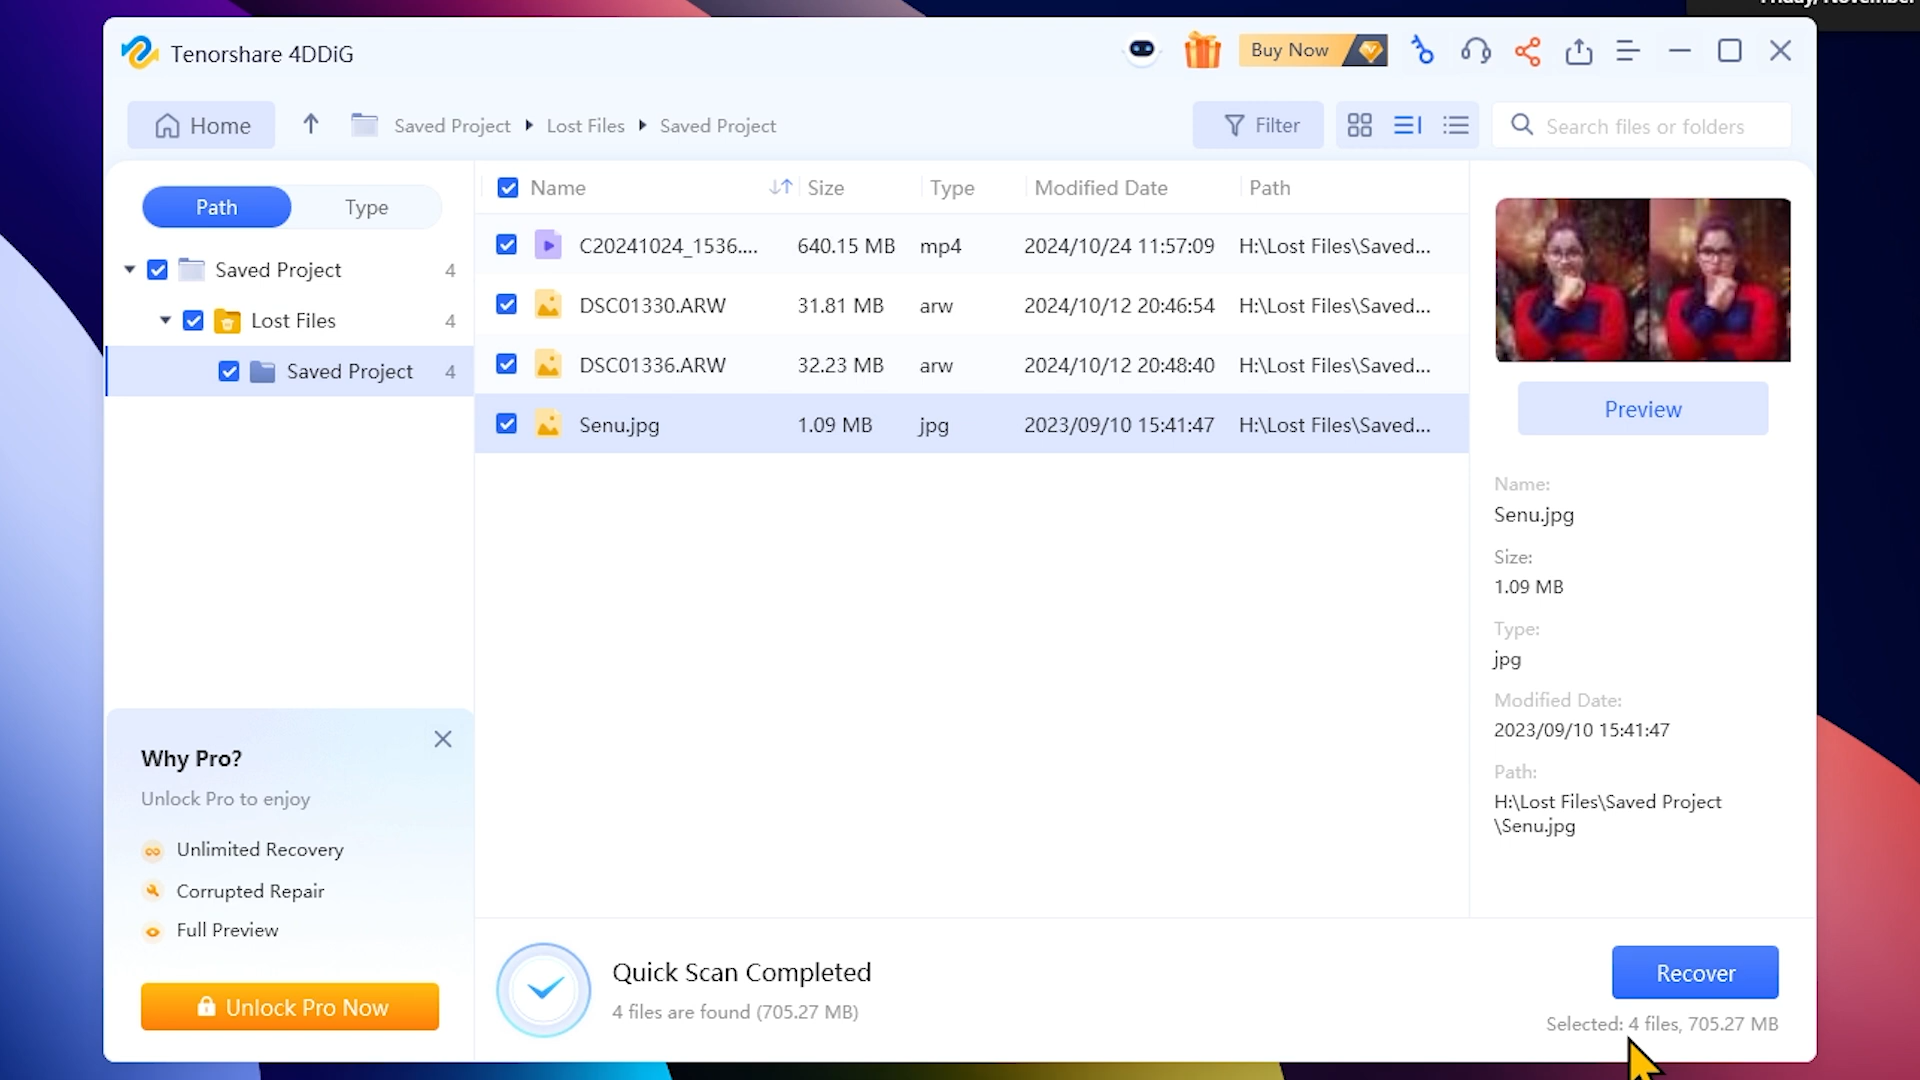 Tenorshare 4DDiG
Buy Now
Home
Saved Project
Lost Files
Saved Project
Filter
Search files or folders
Path
Type
Saved Project 4
Lost Files 4
Saved Project 4
Name Size Type Modified Date Path
C20241024_1536.... 640.15 MB mp4 2024/10/24 11:57:09 H:\Lost Files\Saved...
DSC01330.ARW 31.81 MB arw 2024/10/12 20:46:54 H:\Lost Files\Saved...
DSC01336.ARW 32.23 MB arw 2024/10/12 20:48:40 H:\Lost Files\Saved...
Senu.jpg 1.09 MB jpg 2023/09/10 15:41:47 H:\Lost Files\Saved...
Preview
Name:
Senu.jpg
Size:
1.09 MB
Type:
jpg
Modified Date:
2023/09/10 15:41:47
Path:
H:\Lost Files\Saved Project
\Senu.jpg
Why Pro?
Unlock Pro to enjoy
Unlimited Recovery
Corrupted Repair
Full Preview
Unlock Pro Now
Quick Scan Completed
4 files are found (705.27 MB)
Recover
Selected: 4 files, 705.27 MB